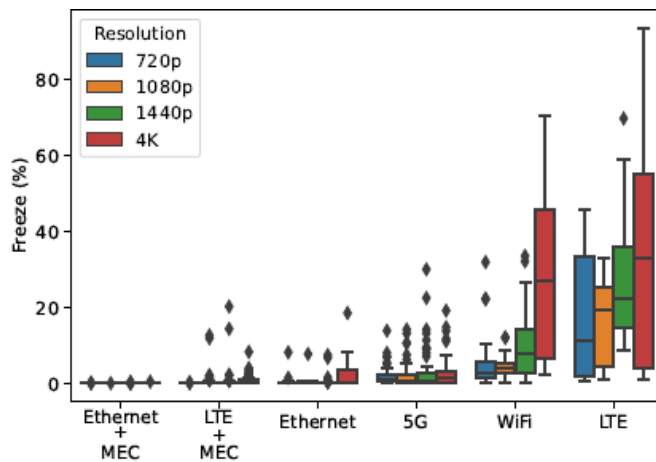 Resolution
720p
1080p
1440p
4K
Freeze (%)
80
60
40
20
0
Ethernet
+
MEC
LTE
+
MEC
Ethernet
5G
WiFi
LTE